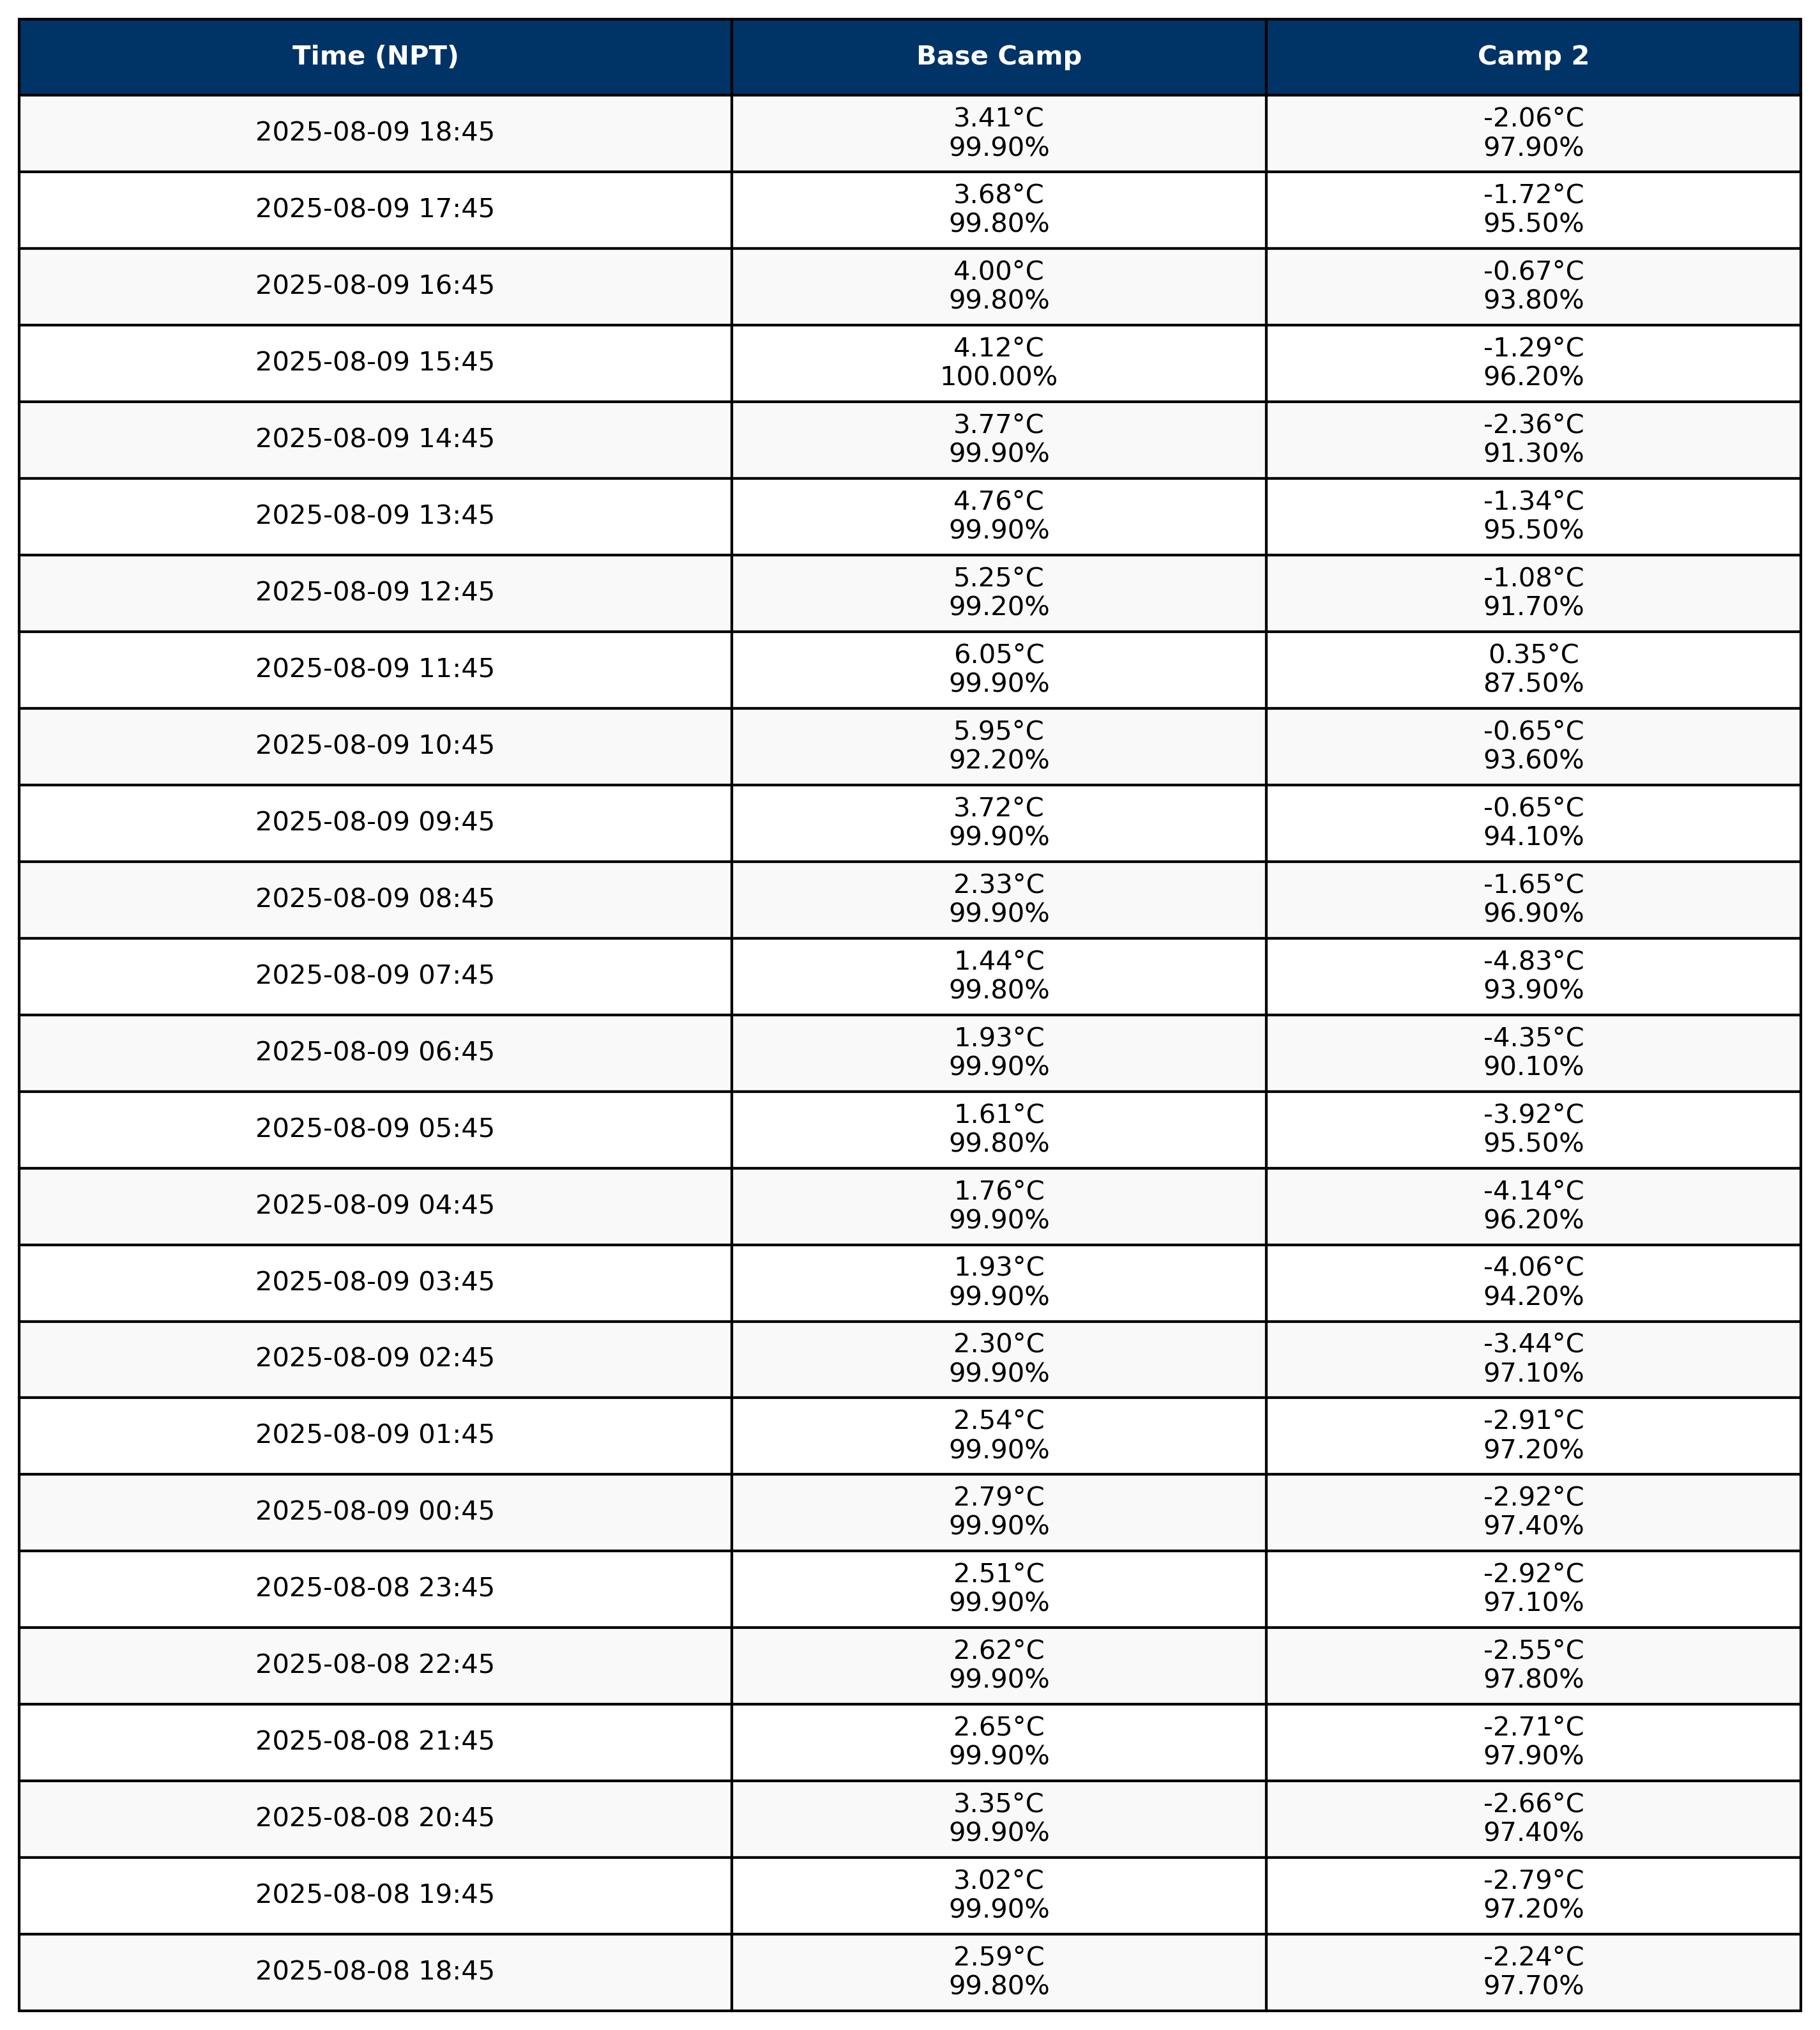 Time (NPT) Base Camp Camp 2
2025-08-09 18:45 3.41°C -2.06°C
99.90% 97.90%
2025-08-09 17:45 3.68°C -1.72°C
99.80% 95.50%
2025-08-09 16:45 4.00°C -0.67°C
99.80% 93.80%
2025-08-09 15:45 4.12°C -1.29°C
100.00% 96.20%
2025-08-09 14:45 3.77°C -2.36°C
99.90% 91.30%
2025-08-09 13:45 4.76°C -1.34°C
99.90% 95.50%
2025-08-09 12:45 5.25°C -1.08°C
99.20% 91.70%
2025-08-09 11:45 6.05°C 0.35°C
99.90% 87.50%
2025-08-09 10:45 5.95°C -0.65°C
92.20% 93.60%
2025-08-09 09:45 3.72°C -0.65°C
99.90% 94.10%
2025-08-09 08:45 2.33°C -1.65°C
99.90% 96.90%
2025-08-09 07:45 1.44°C -4.83°C
99.80% 93.90%
2025-08-09 06:45 1.93°C -4.35°C
99.90% 90.10%
2025-08-09 05:45 1.61°C -3.92°C
99.80% 95.50%
2025-08-09 04:45 1.76°C -4.14°C
99.90% 96.20%
2025-08-09 03:45 1.93°C -4.06°C
99.90% 94.20%
2025-08-09 02:45 2.30°C -3.44°C
99.90% 97.10%
2025-08-09 01:45 2.54°C -2.91°C
99.90% 97.20%
2025-08-09 00:45 2.79°C -2.92°C
99.90% 97.40%
2025-08-08 23:45 2.51°C -2.92°C
99.90% 97.10%
2025-08-08 22:45 2.62°C -2.55°C
99.90% 97.80%
2025-08-08 21:45 2.65°C -2.71°C
99.90% 97.90%
2025-08-08 20:45 3.35°C -2.66°C
99.90% 97.40%
2025-08-08 19:45 3.02°C -2.79°C
99.90% 97.20%
2025-08-08 18:45 2.59°C -2.24°C
99.80% 97.70%